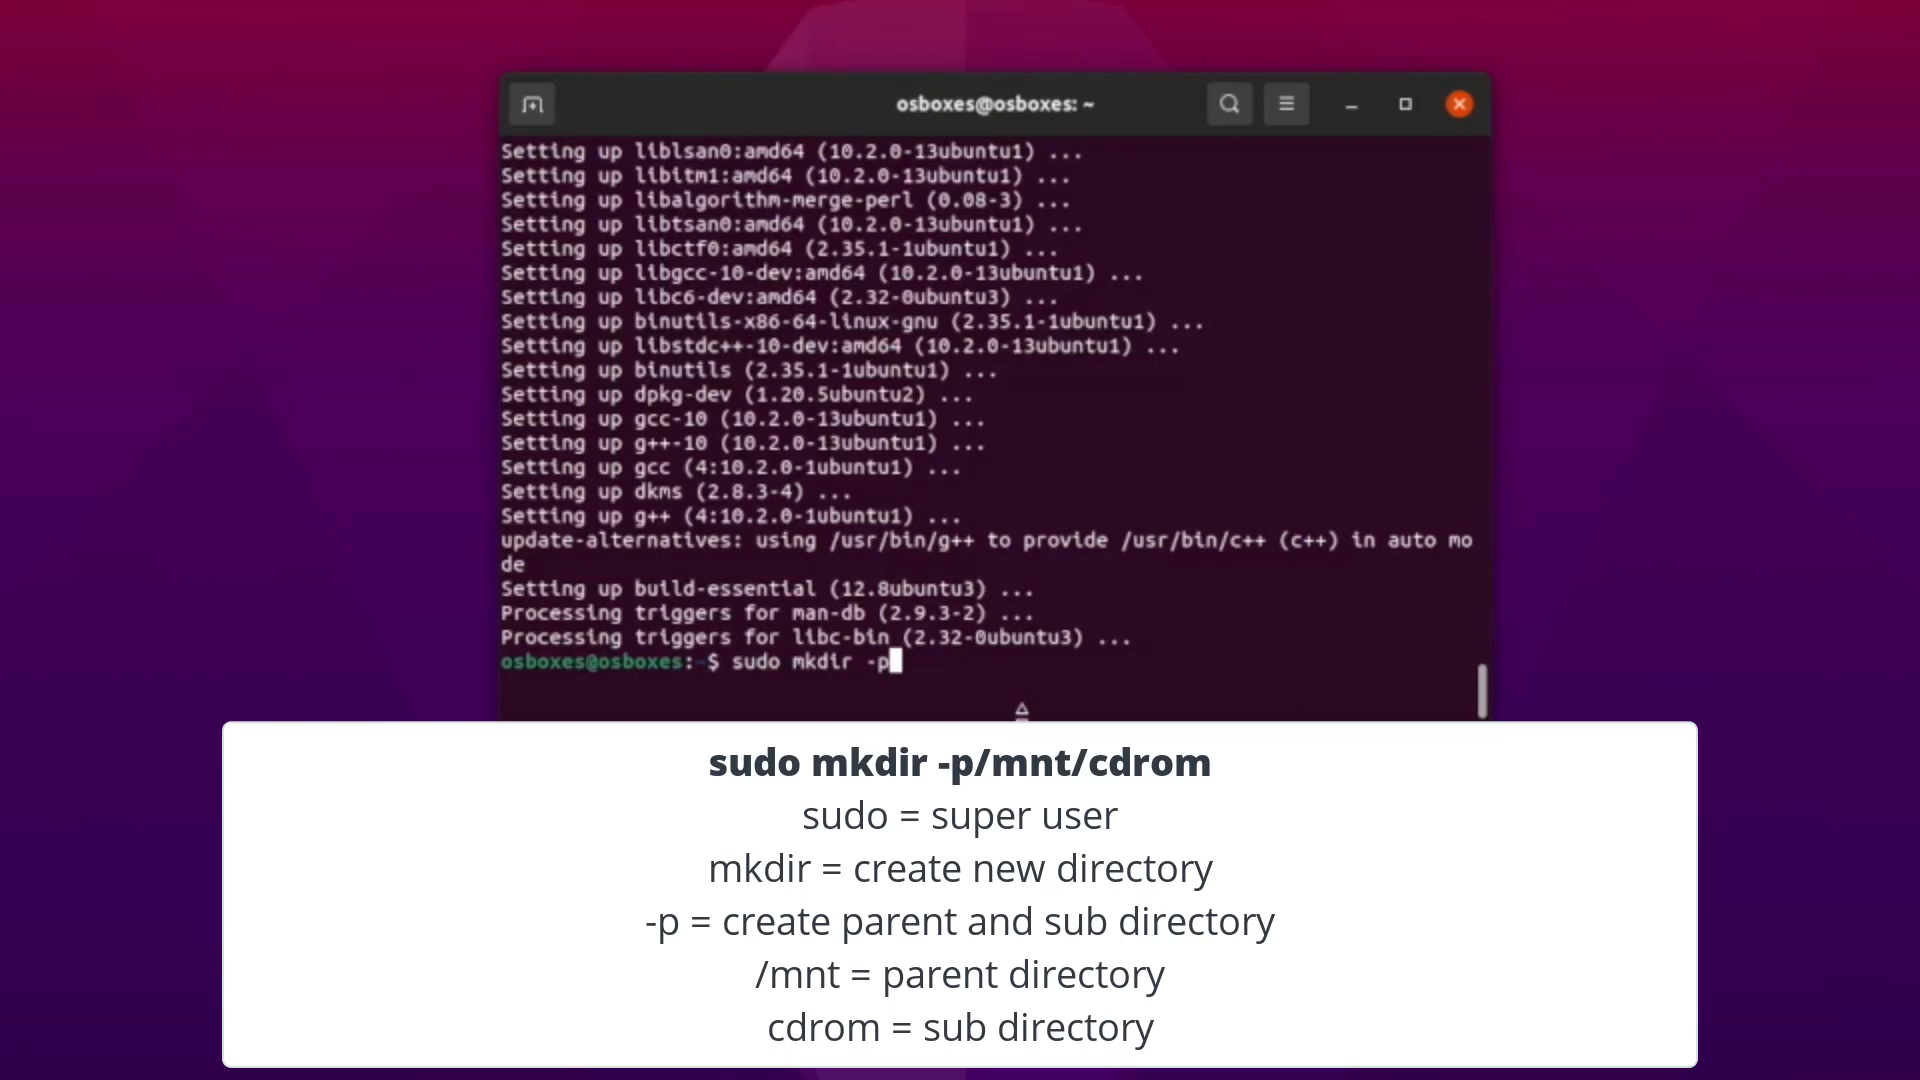 osboxes@osboxes: ~
Setting up liblsan0:amd64 (10.2.0-13ubuntu1) ...
Setting up libitm1:amd64 (10.2.0-13ubuntu1) ...
Setting up libalgorithm-merge-perl (0.08-3) ...
Setting up libtsan0:amd64 (10.2.0-13ubuntu1) ...
Setting up libctf0:amd64 (2.35.1-1ubuntu1) ...
Setting up libgcc-10-dev:amd64 (10.2.0-13ubuntu1) ...
Setting up libc6-dev:amd64 (2.32-0ubuntu3) ...
Setting up binutils-x86-64-linux-gnu (2.35.1-1ubuntu1) ...
Setting up libstdc++-10-dev:amd64 (10.2.0-13ubuntu1) ...
Setting up binutils (2.35.1-1ubuntu1) ...
Setting up dpkg-dev (1.20.5ubuntu2) ...
Setting up gcc-10 (10.2.0-13ubuntu1) ...
Setting up g++-10 (10.2.0-13ubuntu1) ...
Setting up gcc (4:10.2.0-1ubuntu1) ...
Setting up dkms (2.8.3-4) ...
Setting up g++ (4:10.2.0-1ubuntu1) ...
update-alternatives: using /usr/bin/g++ to provide /usr/bin/c++ (c++) in auto mo
de
Setting up build-essential (12.8ubuntu3) ...
Processing triggers for man-db (2.9.3-2) ...
Processing triggers for libc-bin (2.32-0ubuntu3) ...
osboxes@osboxes:~$ sudo mkdir -p
sudo mkdir -p/mnt/cdrom
sudo = super user
mkdir = create new directory
-p = create parent and sub directory
/mnt = parent directory
cdrom = sub directory